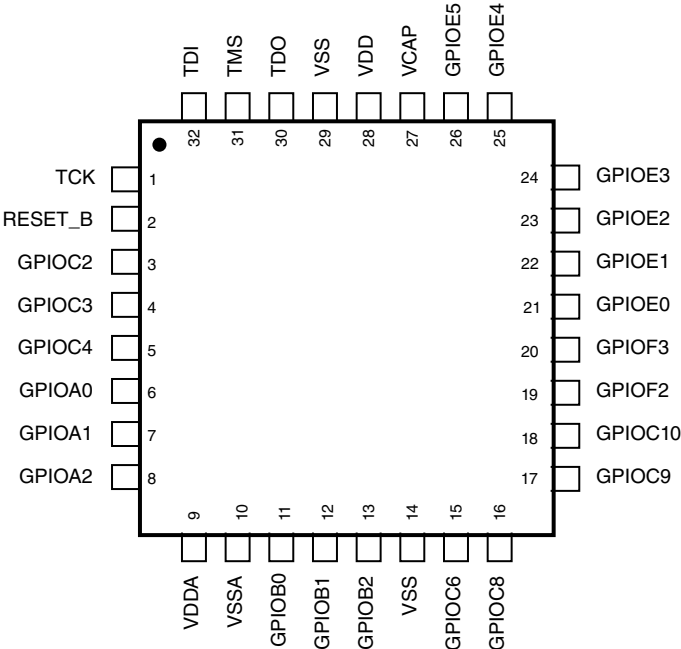 TDI
TMS
TDO
VSS
VDD
VCAP
GPIOE5
GPIOE4
32
31
30
29
28
27
26
25
TCK 1
RESET_B 2
GPIOC2 3
GPIOC3 4
GPIOC4 5
GPIOA0 6
GPIOA1 7
GPIOA2 8
24 GPIOE3
23 GPIOE2
22 GPIOE1
21 GPIOE0
20 GPIOF3
19 GPIOF2
18 GPIOC10
17 GPIOC9
9
10
11
12
13
14
15
16
VDDA
VSSA
GPIOB0
GPIOB1
GPIOB2
VSS
GPIOC6
GPIOC8